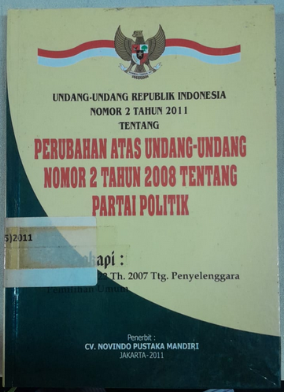 UNDANG-UNDANG REPUBLIK INDONESIA
NOMOR 2 TAHUN 2011
TENTANG
PERUBAHAN ATAS UNDANG-UNDANG
NOMOR 2 TAHUN 2008 TENTANG
PARTAI POLITIK
5)2011
api :
Th. 2007 Ttg. Penyelenggara
Penerbit :
CV. NOVINDO PUSTAKA MANDIRI
JAKARTA-2011